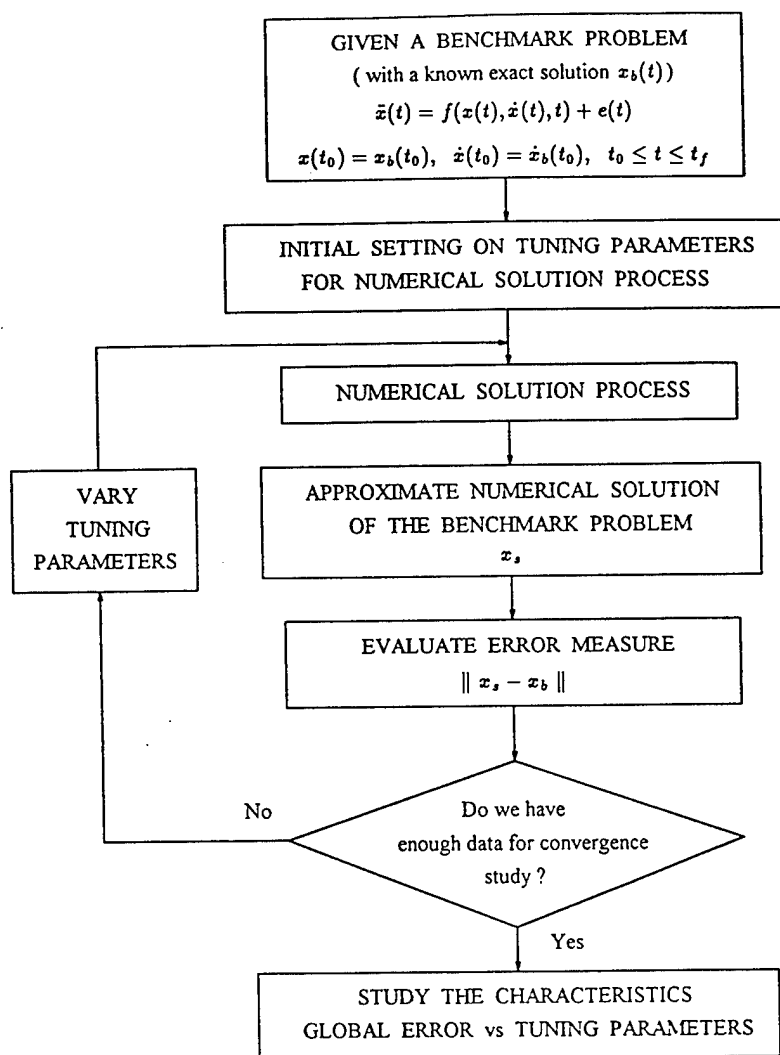 GIVEN A BENCHMARK PROBLEM
( with a known exact solution x_b(t) )
ẍ(t) = f(x(t), ẋ(t), t) + e(t)
x(t_0) = x_b(t_0), ẋ(t_0) = ẋ_b(t_0), t_0 ≤ t ≤ t_f
INITIAL SETTING ON TUNING PARAMETERS
FOR NUMERICAL SOLUTION PROCESS
NUMERICAL SOLUTION PROCESS
VARY
TUNING
PARAMETERS
APPROXIMATE NUMERICAL SOLUTION
OF THE BENCHMARK PROBLEM
x_s
EVALUATE ERROR MEASURE
‖ x_s − x_b ‖
No
Do we have
enough data for convergence
study ?
Yes
STUDY THE CHARACTERISTICS
GLOBAL ERROR vs TUNING PARAMETERS